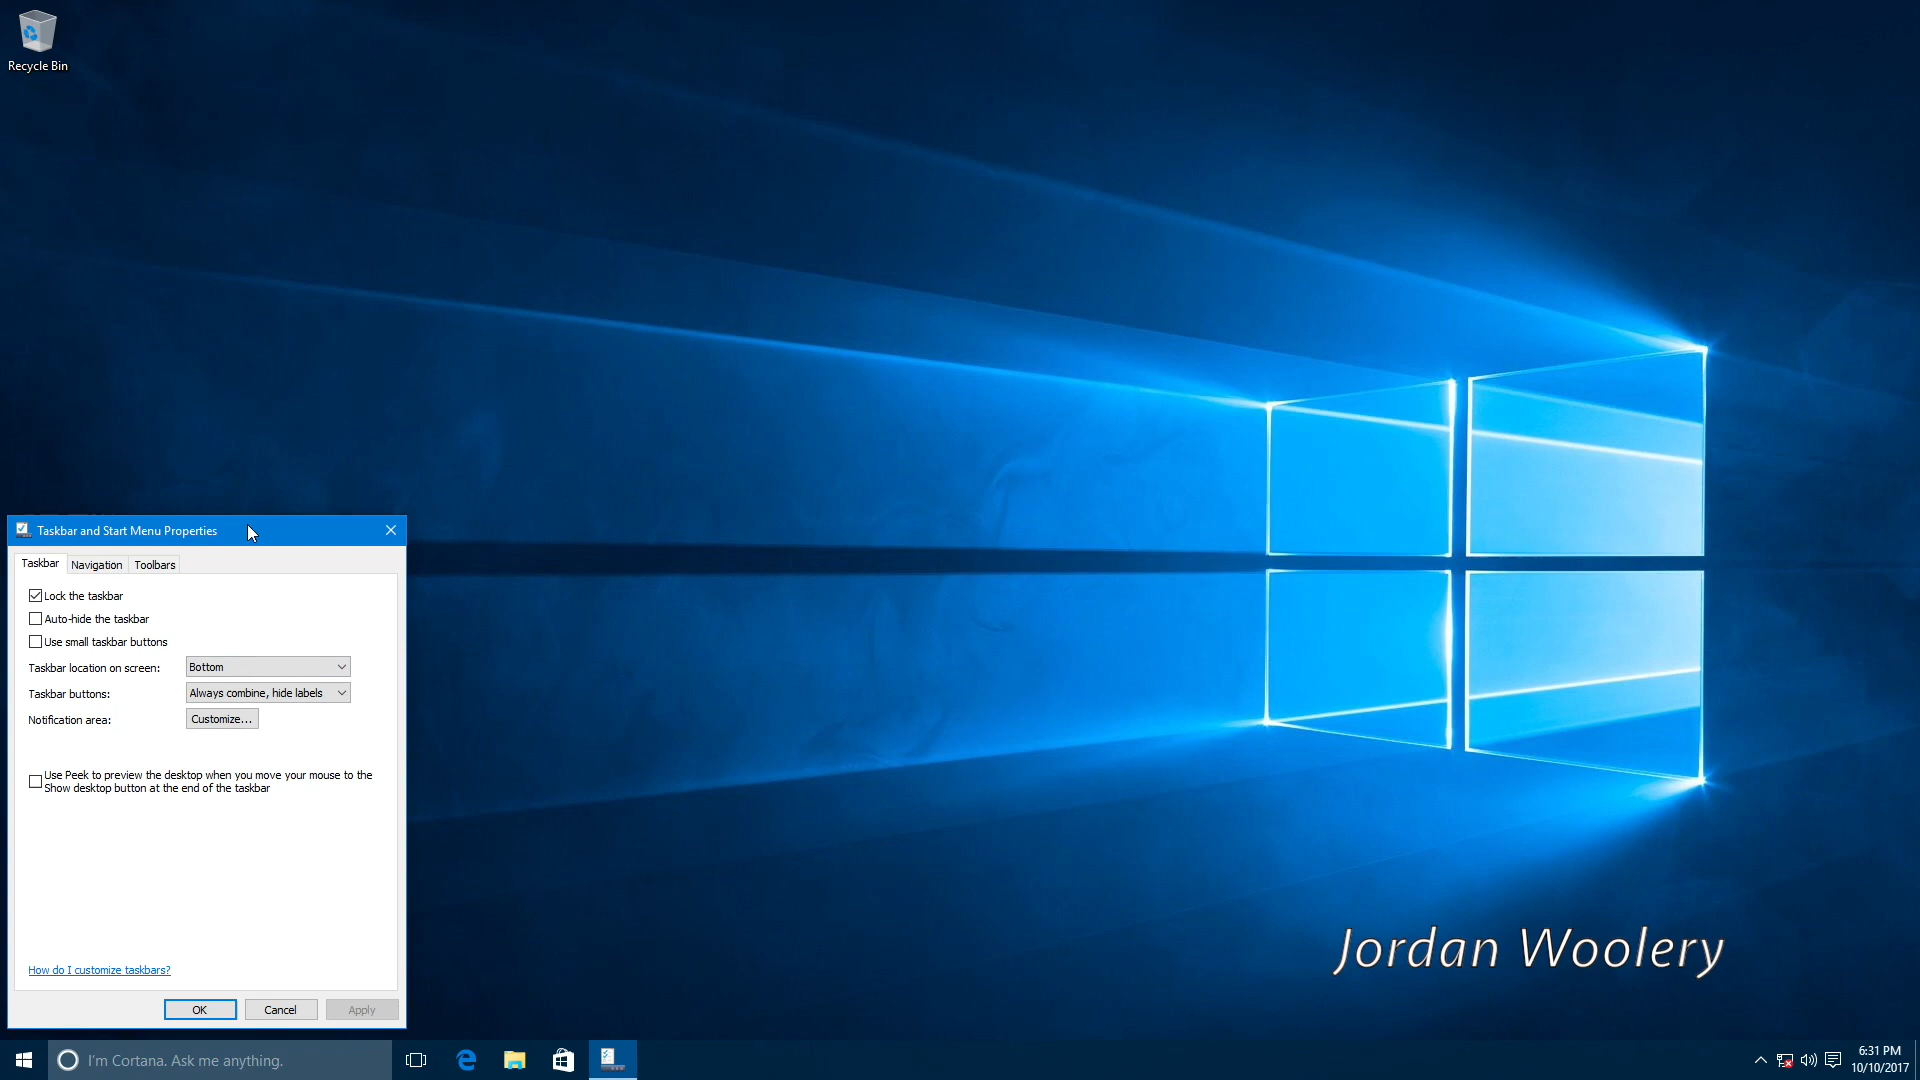 Recycle Bin
Taskbar and Start Menu Properties
Taskbar Navigation Toolbars
Lock the taskbar
Auto-hide the taskbar
Use small taskbar buttons
Taskbar location on screen: Bottom
Taskbar buttons: Always combine, hide labels
Notification area: Customize...
Use Peek to preview the desktop when you move your mouse to the
Show desktop button at the end of the taskbar
How do I customize taskbars?
OK Cancel Apply
Jordan Woolery
I'm Cortana. Ask me anything.
6:31 PM
10/10/2017